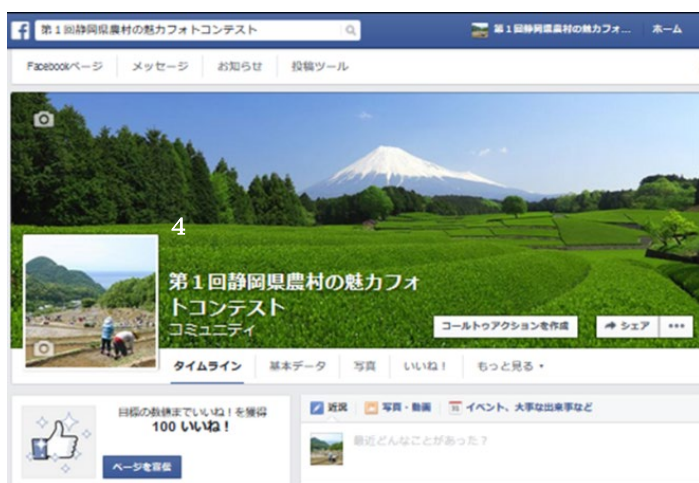 第1回静岡県農村の魅力フォトコンテスト
第1回静岡県農村の魅力フォ... ホーム
Facebookページ メッセージ お知らせ 投稿ツール
4
第1回静岡県農村の魅力フォ
トコンテスト
コミュニティ
コールトゥアクションを作成 シェア
タイムライン 基本データ 写真 いいね! もっと見る
目標の数値までいいね!を獲得
100 いいね!
ページを宣伝
近況 写真・動画 31 イベント、大事な出来事など
最近どんなことがあった?